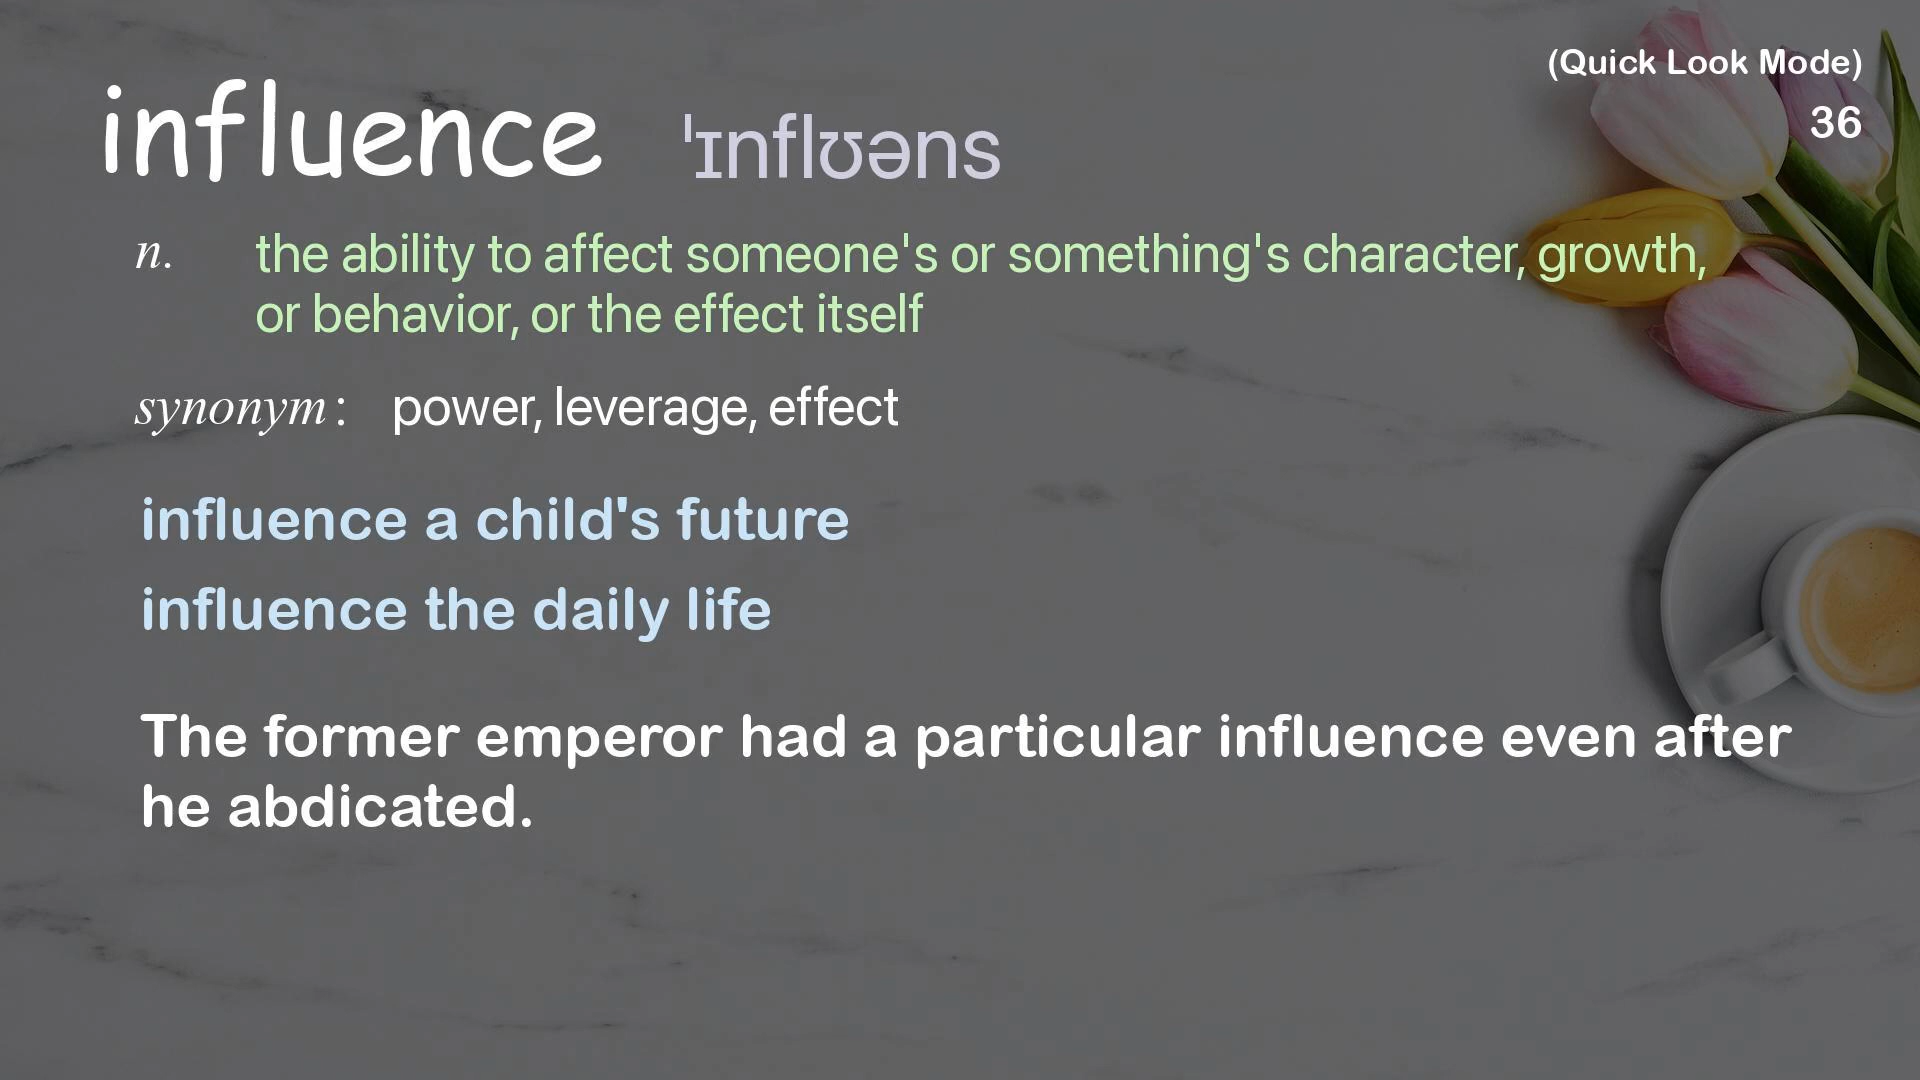 (Quick Look Mode)
36
influence ˈɪnflʊəns
n. the ability to affect someone's or something's character, growth,
or behavior, or the effect itself
synonym: power, leverage, effect
influence a child's future
influence the daily life
The former emperor had a particular influence even after
he abdicated.